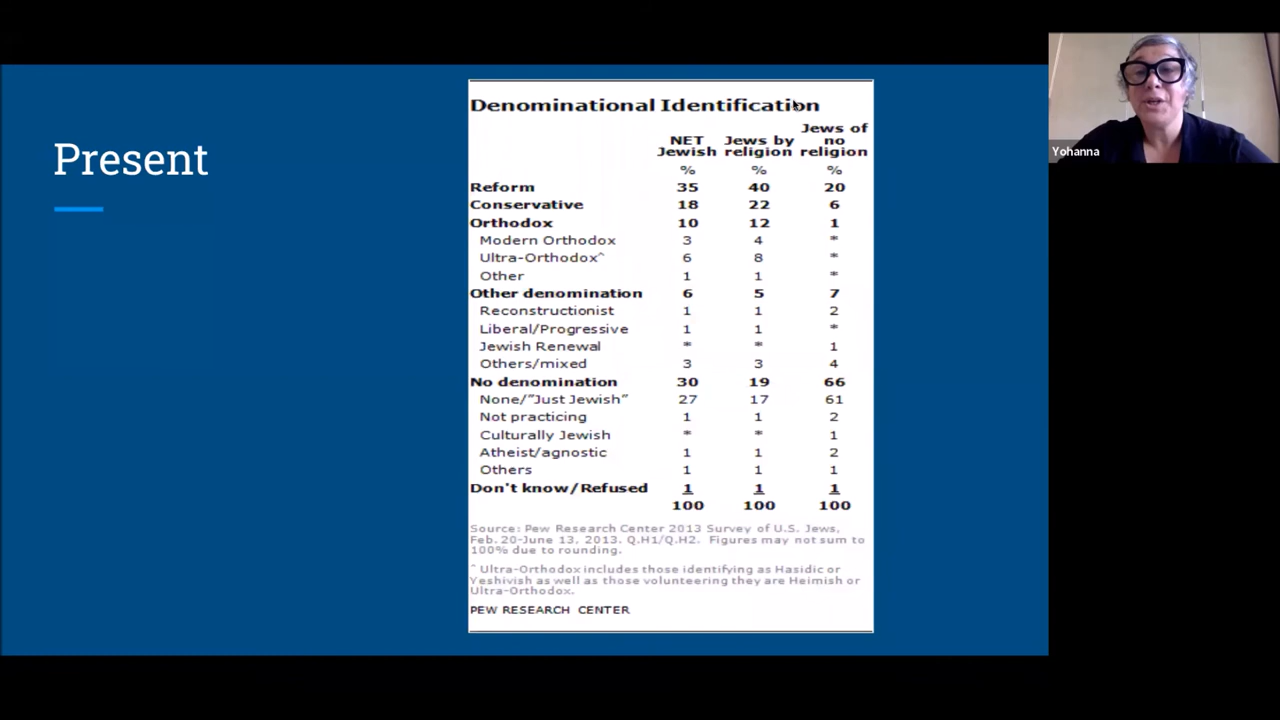 Present
Denominational Identification
NET Jewish Jews by religion Jews of no religion
% % %
Reform 35 40 20
Conservative 18 22 6
Orthodox 10 12 1
Modern Orthodox 3 4 *
Ultra-Orthodox^ 6 8 *
Other 1 1 *
Other denomination 6 5 7
Reconstructionist 1 1 2
Liberal/Progressive 1 1 *
Jewish Renewal * * 1
Others/mixed 3 3 4
No denomination 30 19 66
None/“Just Jewish” 27 17 61
Not practicing 1 1 2
Culturally Jewish * * 1
Atheist/agnostic 1 1 2
Others 1 1 1
Don't know/Refused 1 1 1
100 100 100
Source: Pew Research Center 2013 Survey of U.S. Jews,
Feb. 20-June 13, 2013. Q.H1/Q.H2. Figures may not sum to
100% due to rounding.
^ Ultra-Orthodox includes those identifying as Hasidic or
Yeshivish as well as those volunteering they are Heimish or
Ultra-Orthodox.
PEW RESEARCH CENTER
Yohanna